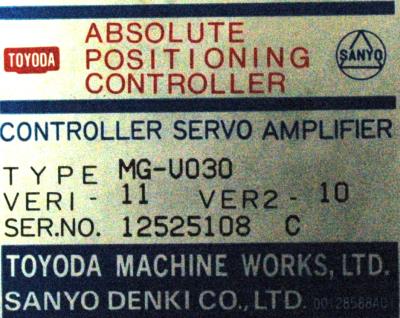 ABSOLUTE
TOYODA POSITIONING SANYO
CONTROLLER
CONTROLLER SERVO AMPLIFIER
TYPE MG-V030
VER1- 11 VER2- 10
SER.NO. 12525108 C
TOYODA MACHINE WORKS, LTD.
SANYO DENKI CO., LTD. 00128588A01